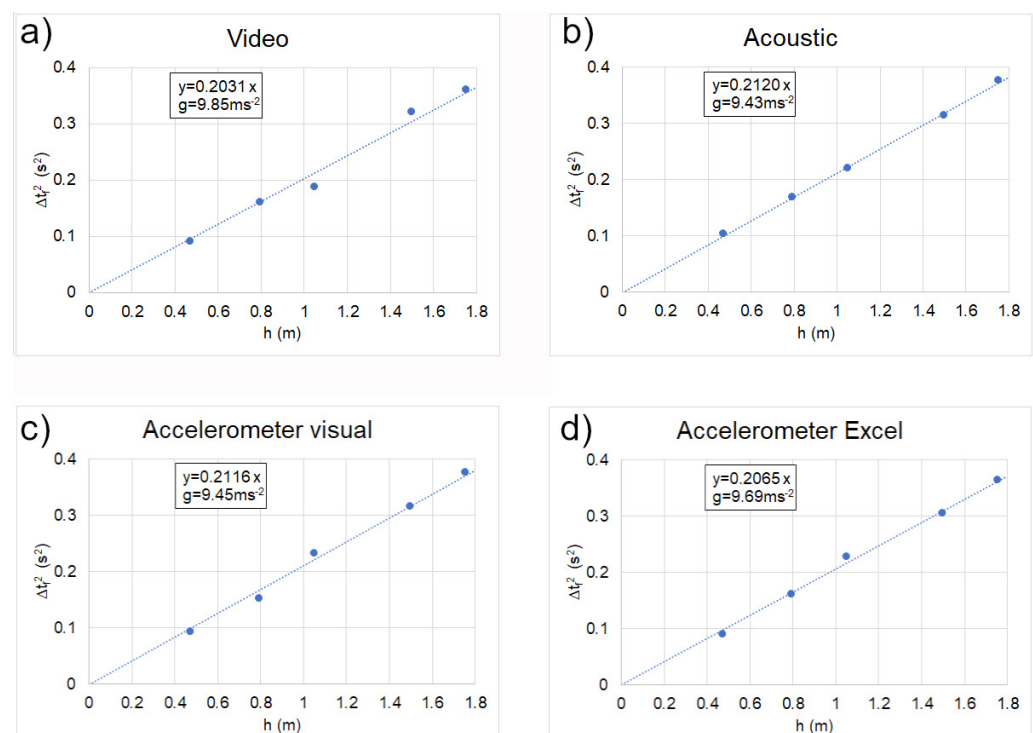 a)
Video
y=0.2031 x
g=9.85ms⁻²
0.4
0.3
0.2
0.1
0
Δt_f² (s²)
0 0.2 0.4 0.6 0.8 1 1.2 1.4 1.6 1.8
h (m)
b)
Acoustic
y=0.2120 x
g=9.43ms⁻²
0.4
0.3
0.2
0.1
0
Δt_f² (s²)
0 0.2 0.4 0.6 0.8 1 1.2 1.4 1.6 1.8
h (m)
c)
Accelerometer visual
y=0.2116 x
g=9.45ms⁻²
0.4
0.3
0.2
0.1
0
Δt_f² (s²)
0 0.2 0.4 0.6 0.8 1 1.2 1.4 1.6 1.8
h (m)
d)
Accelerometer Excel
y=0.2065 x
g=9.69ms⁻²
0.4
0.3
0.2
0.1
0
Δt_f² (s²)
0 0.2 0.4 0.6 0.8 1 1.2 1.4 1.6 1.8
h (m)